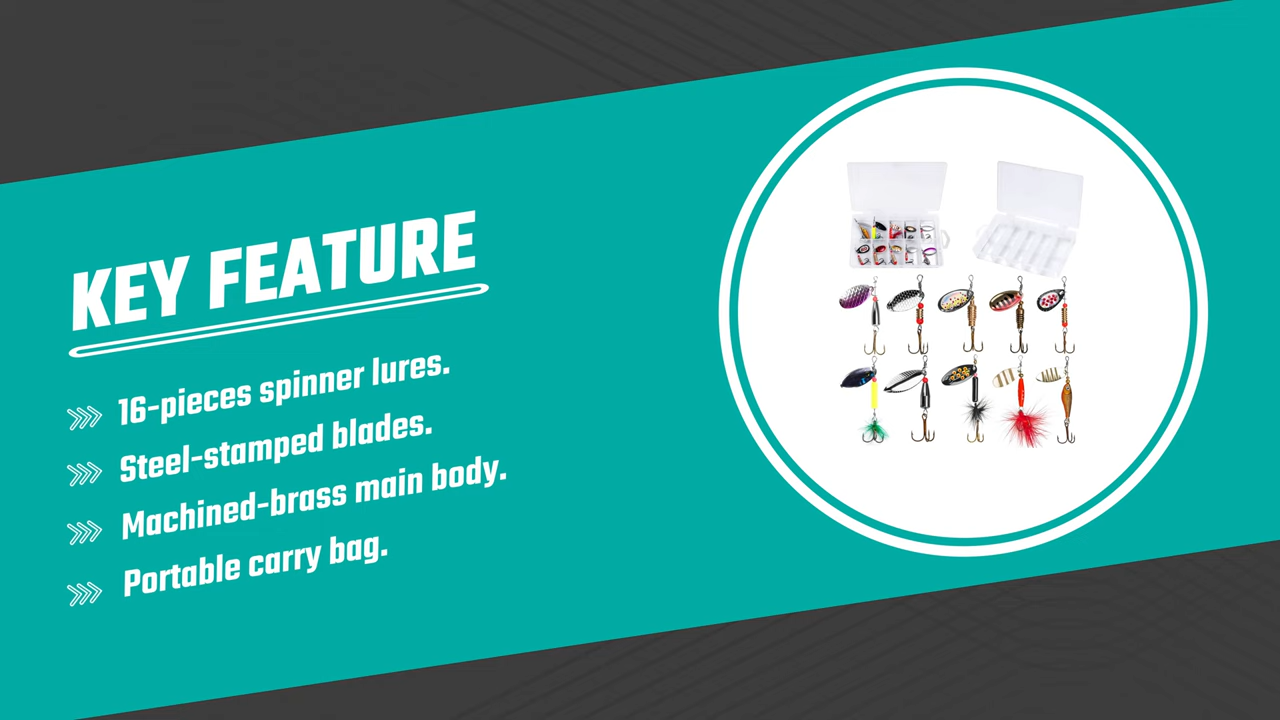 KEY FEATURE
16-pieces spinner lures.
Steel-stamped blades.
Machined-brass main body.
Portable carry bag.